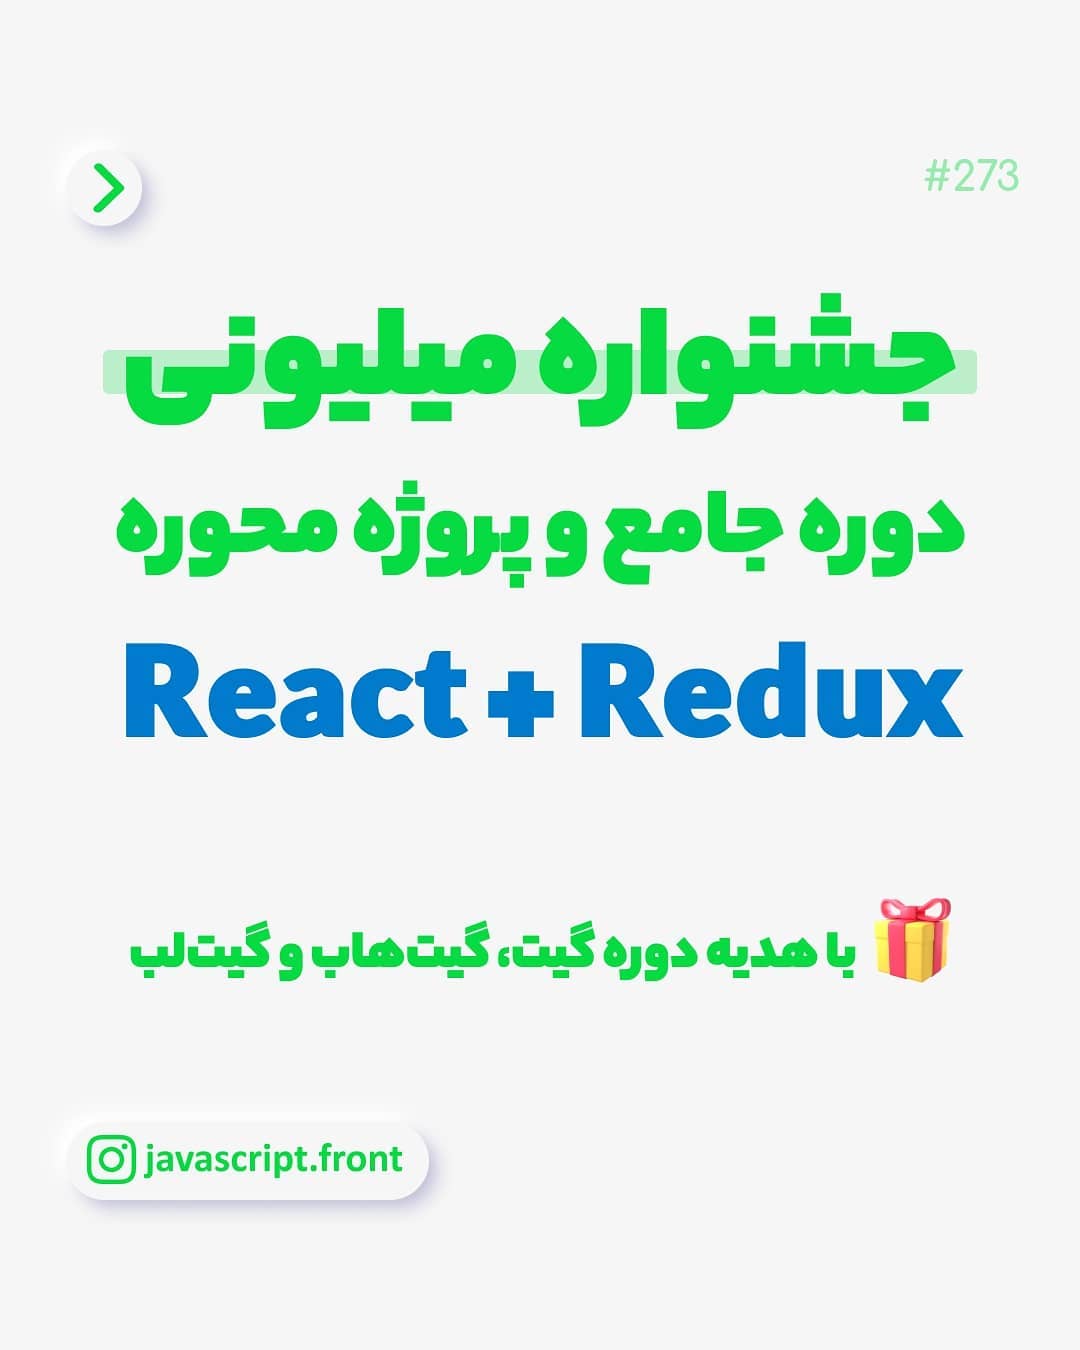 #273
جشنواره میلیونی
دوره جامع و پروژه محوره
React + Redux
با هدیه دوره گیت، گیت‌هاب و گیت‌لب
javascript.front